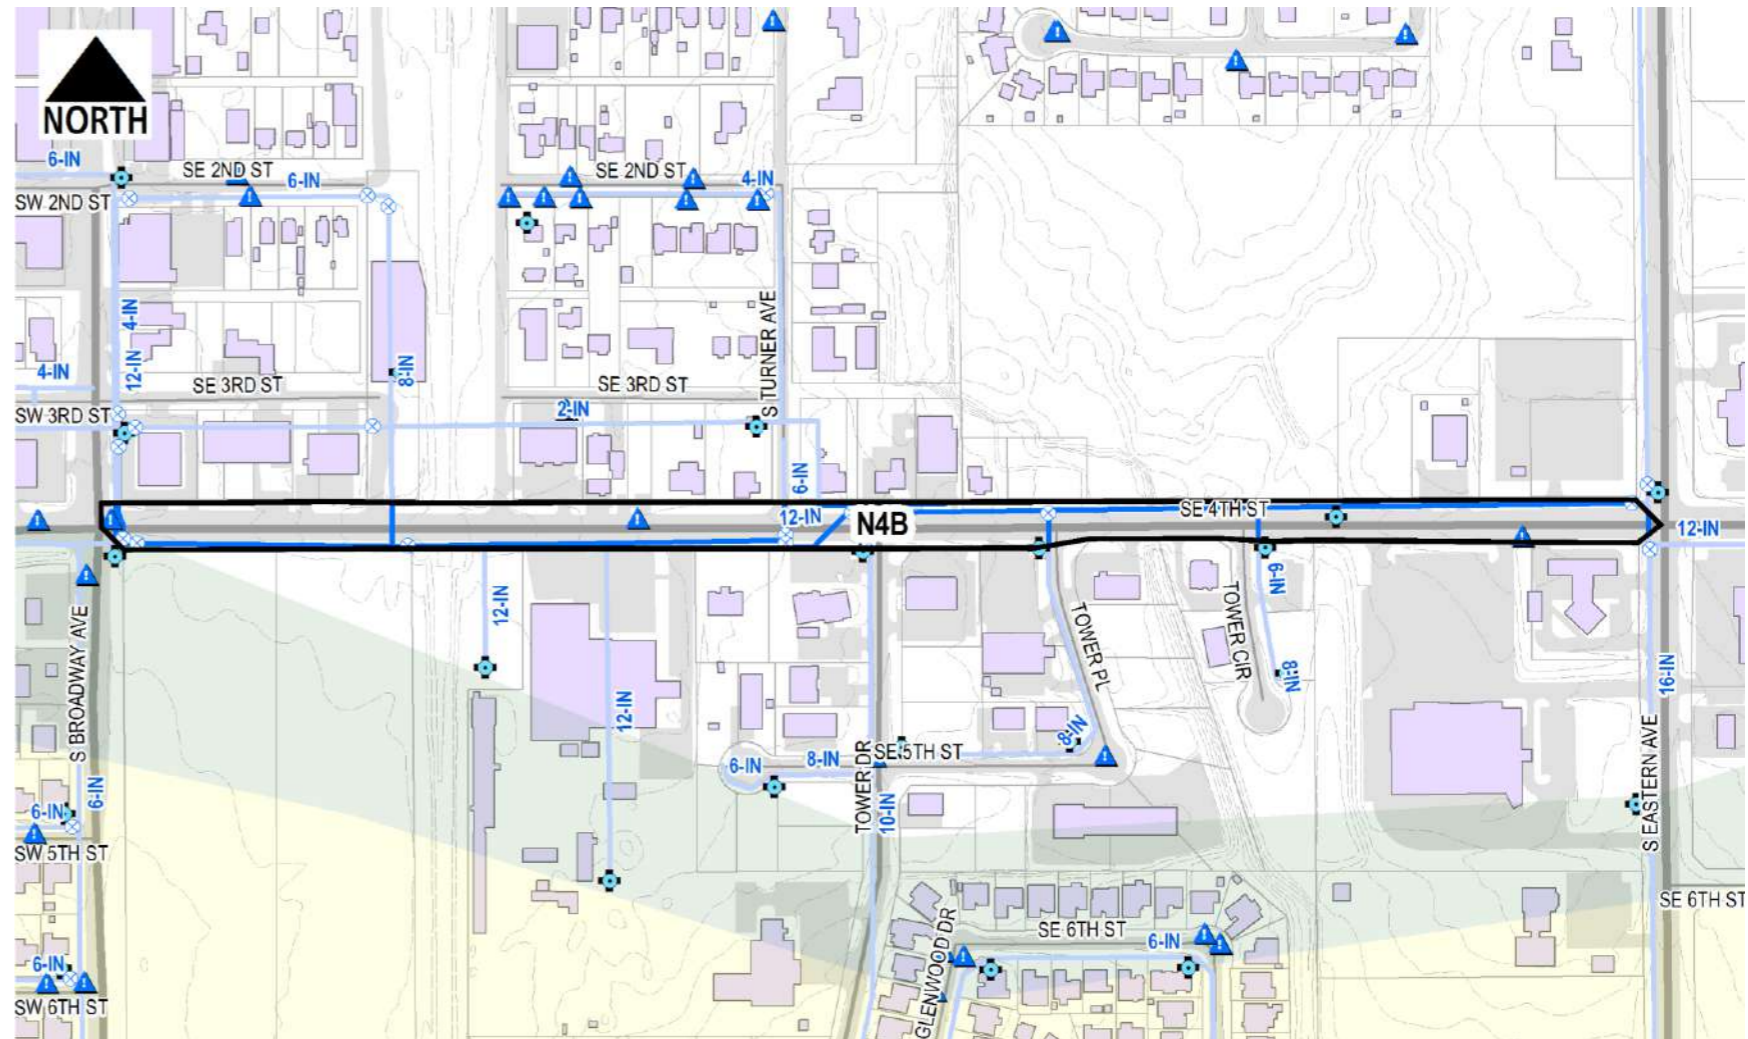 NORTH
6-IN
SE 2ND ST
6-IN
SW 2ND ST
SE 2ND ST
4-IN
4-IN
12-IN
8-IN
S TURNER AVE
4-IN
SE 3RD ST
SE 3RD ST
SW 3RD ST
2-IN
6-IN
12-IN
N4B
SE 4TH ST
12-IN
12-IN
6-IN
S BROADWAY AVE
TOWER PL
TOWER CIR
8-IN
16-IN
12-IN
8-IN
6-IN
8-IN
SE 5TH ST
TOWER DR
10-IN
S EASTERN AVE
6-IN
6-IN
SW 5TH ST
SE 6TH ST
GLENWOOD DR
SE 6TH ST
6-IN
6-IN
SW 6TH ST